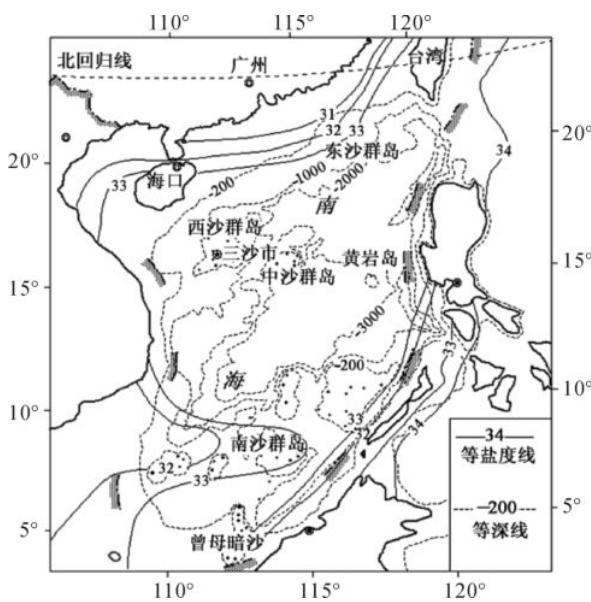 110° 115° 120°
北回归线
广州
台湾
31
32
33
34
20° 20°
东沙群岛
33
海口
-200
-1000
-2000
南
西沙群岛
三沙市
中沙群岛
黄岩岛
15° 15°
-3000
-200
33
海
10° 10°
33
34
南沙群岛
32
33
34
等盐度线
-200
等深线
5° 5°
曾母暗沙
110° 115° 120°